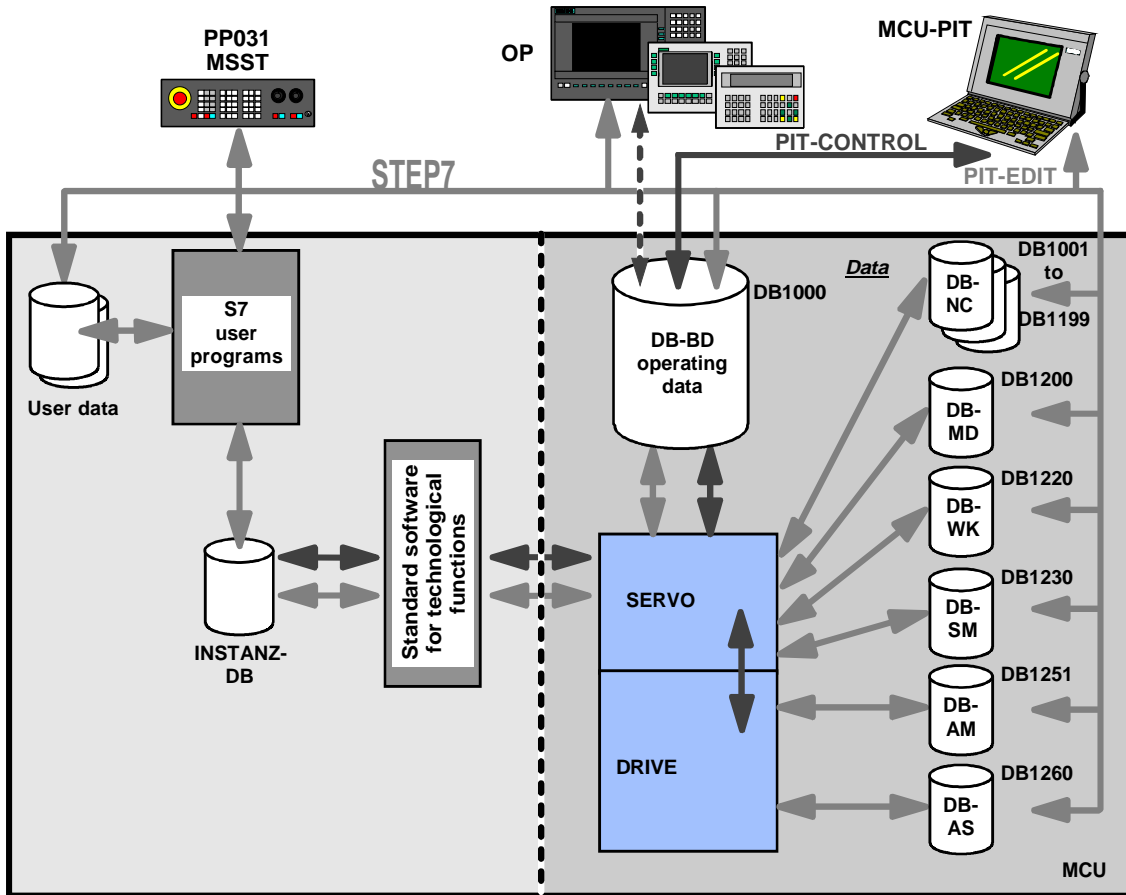 PP031
MSST
OP
MCU-PIT
PIT-CONTROL
STEP7
PIT-EDIT
User data
S7
user
programs
INSTANZ-
DB
Standard software
for technological
functions
DB1000
DB-BD
operating
data
Data
SERVO
DRIVE
DB1001
to
DB1199
DB-
NC
DB1200
DB-
MD
DB1220
DB-
WK
DB1230
DB-
SM
DB1251
DB-
AM
DB1260
DB-
AS
MCU